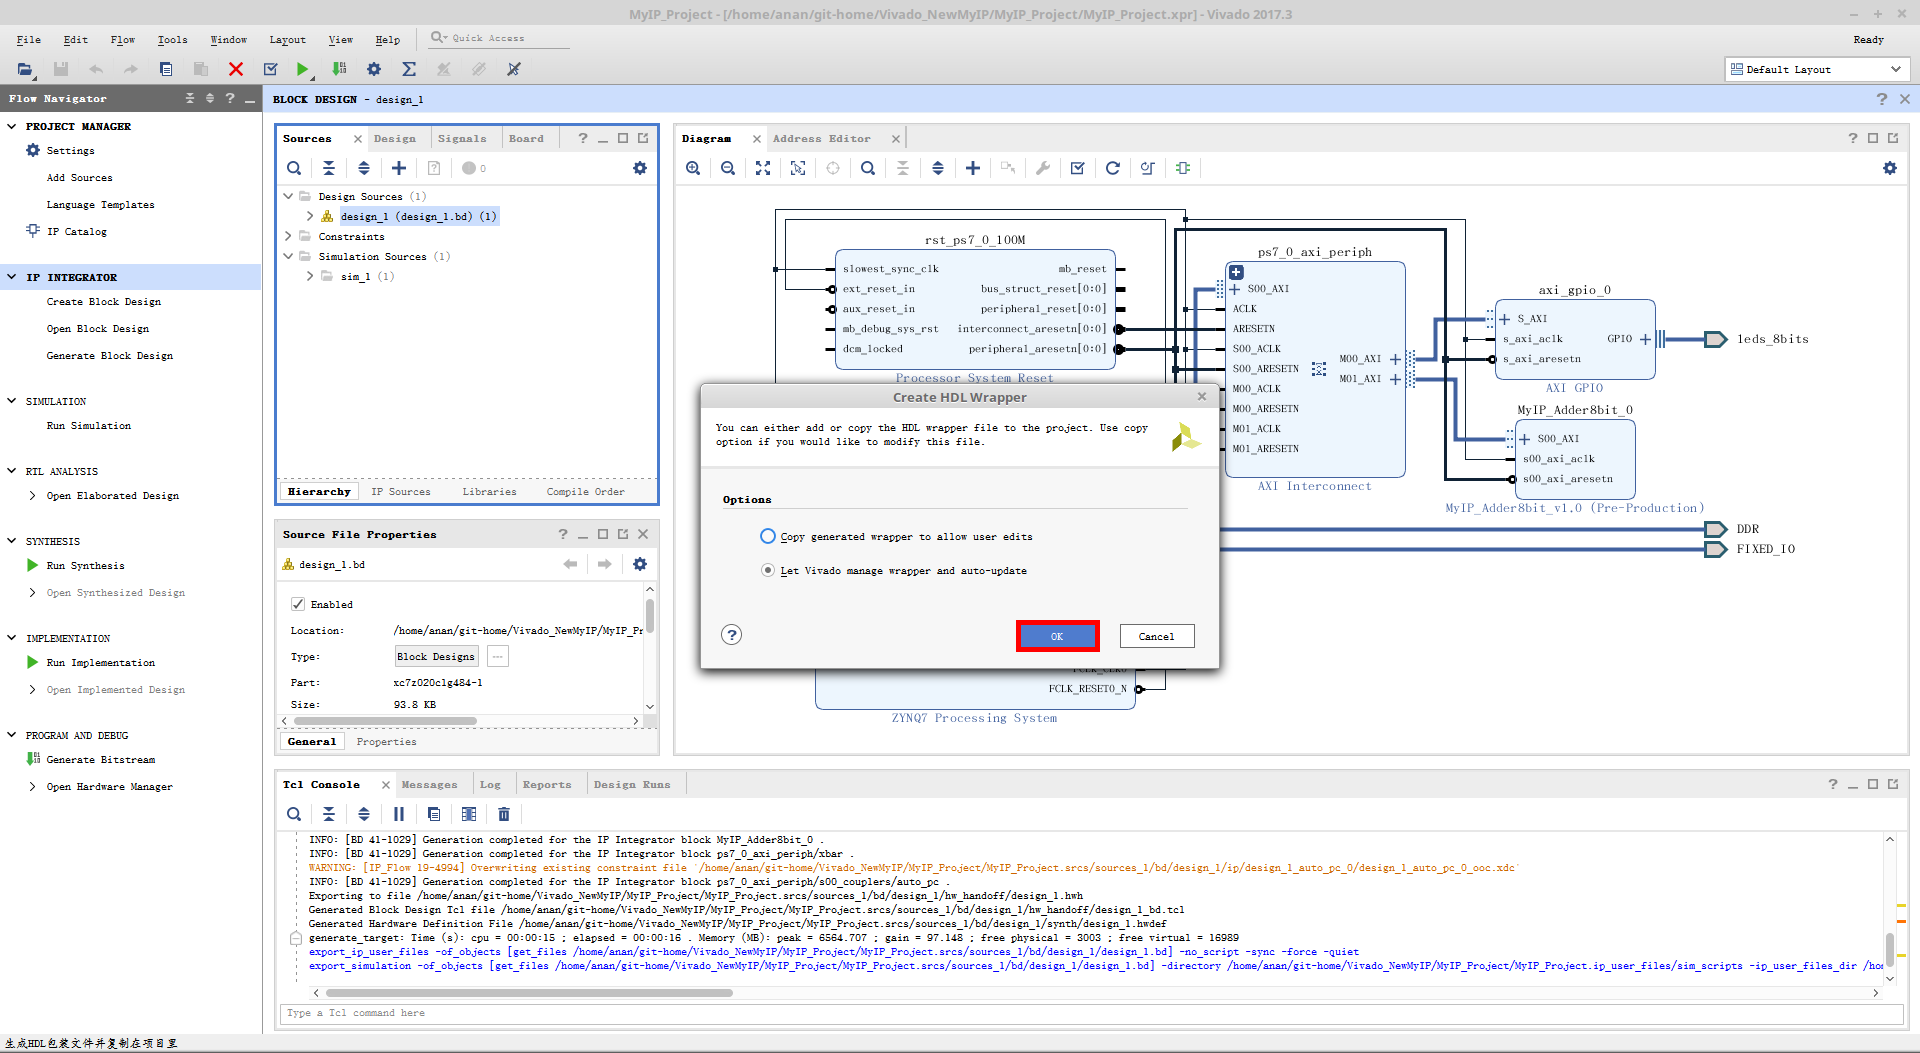 MyIP_Project - [/home/anan/git-home/Vivado_NewMyIP/MyIP_Project/MyIP_Project.xpr] - Vivado 2017.3
File Edit Flow Tools Window Layout View Help Quick Access Ready
Default Layout
Flow Navigator
PROJECT MANAGER
Settings
Add Sources
Language Templates
IP Catalog
IP INTEGRATOR
Create Block Design
Open Block Design
Generate Block Design
SIMULATION
Run Simulation
RTL ANALYSIS
Open Elaborated Design
SYNTHESIS
Run Synthesis
Open Synthesized Design
IMPLEMENTATION
Run Implementation
Open Implemented Design
PROGRAM AND DEBUG
Generate Bitstream
Open Hardware Manager
BLOCK DESIGN - design_1
Sources Design Signals Board
0
Design Sources (1)
design_1 (design_1.bd) (1)
Constraints
Simulation Sources (1)
sim_1 (1)
Hierarchy IP Sources Libraries Compile Order
Source File Properties
design_1.bd
Enabled
Location: /home/anan/git-home/Vivado_NewMyIP/MyIP_Pr
Type: Block Designs
Part: xc7z020clg484-1
Size: 93.8 KB
General Properties
Diagram Address Editor
rst_ps7_0_100M
slowest_sync_clk mb_reset
ext_reset_in bus_struct_reset[0:0]
aux_reset_in peripheral_reset[0:0]
mb_debug_sys_rst interconnect_aresetn[0:0]
dcm_locked peripheral_aresetn[0:0]
Processor System Reset
ps7_0_axi_periph
S00_AXI
ACLK
ARESETN
S00_ACLK
S00_ARESETN
M00_ACLK
M00_ARESETN
M01_ACLK
M01_ARESETN
M00_AXI
M01_AXI
AXI Interconnect
axi_gpio_0
S_AXI
s_axi_aclk
s_axi_aresetn
GPIO
AXI GPIO
leds_8bits
MyIP_Adder8bit_0
S00_AXI
s00_axi_aclk
s00_axi_aresetn
MyIP_Adder8bit_v1.0 (Pre-Production)
DDR
FIXED_IO
FCLK_CLK0
FCLK_RESET0_N
ZYNQ7 Processing System
Create HDL Wrapper
You can either add or copy the HDL wrapper file to the project. Use copy
option if you would like to modify this file.
Options
Copy generated wrapper to allow user edits
Let Vivado manage wrapper and auto-update
OK Cancel
Tcl Console Messages Log Reports Design Runs
INFO: [BD 41-1029] Generation completed for the IP Integrator block MyIP_Adder8bit_0 .
INFO: [BD 41-1029] Generation completed for the IP Integrator block ps7_0_axi_periph/xbar .
WARNING: [IP_Flow 19-4994] Overwriting existing constraint file '/home/anan/git-home/Vivado_NewMyIP/MyIP_Project/MyIP_Project.srcs/sources_1/bd/design_1/ip/design_1_auto_pc_0/design_1_auto_pc_0_ooc.xdc'
INFO: [BD 41-1029] Generation completed for the IP Integrator block ps7_0_axi_periph/s00_couplers/auto_pc .
Exporting to file /home/anan/git-home/Vivado_NewMyIP/MyIP_Project/MyIP_Project.srcs/sources_1/bd/design_1/hw_handoff/design_1.hwh
Generated Block Design Tcl file /home/anan/git-home/Vivado_NewMyIP/MyIP_Project/MyIP_Project.srcs/sources_1/bd/design_1/hw_handoff/design_1_bd.tcl
Generated Hardware Definition File /home/anan/git-home/Vivado_NewMyIP/MyIP_Project/MyIP_Project.srcs/sources_1/bd/design_1/synth/design_1.hwdef
generate_target: Time (s): cpu = 00:00:15 ; elapsed = 00:00:16 . Memory (MB): peak = 6564.707 ; gain = 97.148 ; free physical = 3003 ; free virtual = 16989
export_ip_user_files -of_objects [get_files /home/anan/git-home/Vivado_NewMyIP/MyIP_Project/MyIP_Project.srcs/sources_1/bd/design_1/design_1.bd] -no_script -sync -force -quiet
export_simulation -of_objects [get_files /home/anan/git-home/Vivado_NewMyIP/MyIP_Project/MyIP_Project.srcs/sources_1/bd/design_1/design_1.bd] -directory /home/anan/git-home/Vivado_NewMyIP/MyIP_Project/MyIP_Project.ip_user_files/sim_scripts -ip_user_files_dir /ho
Type a Tcl command here
生成HDL包装文件并复制在项目里